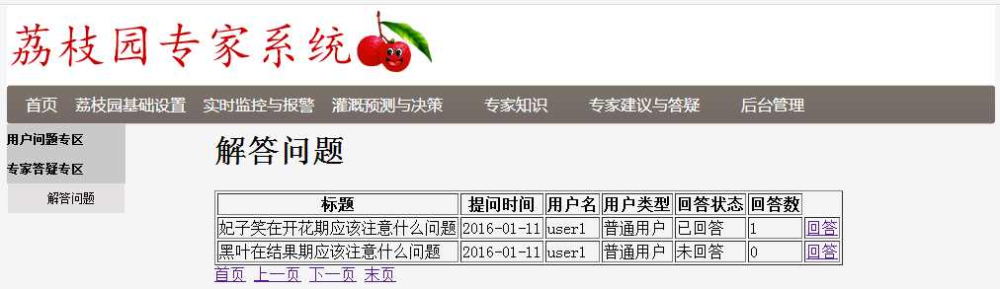 荔枝园专家系统
首页 荔枝园基础设置 实时监控与报警 灌溉预测与决策 专家知识 专家建议与答疑 后台管理
用户问题专区
专家答疑专区
解答问题
解答问题
标题 提问时间 用户名 用户类型 回答状态 回答数
妃子笑在开花期应该注意什么问题 2016-01-11 user1 普通用户 已回答 1 回答
黑叶在结果期应该注意什么问题 2016-01-11 user1 普通用户 未回答 0 回答
首页 上一页 下一页 末页